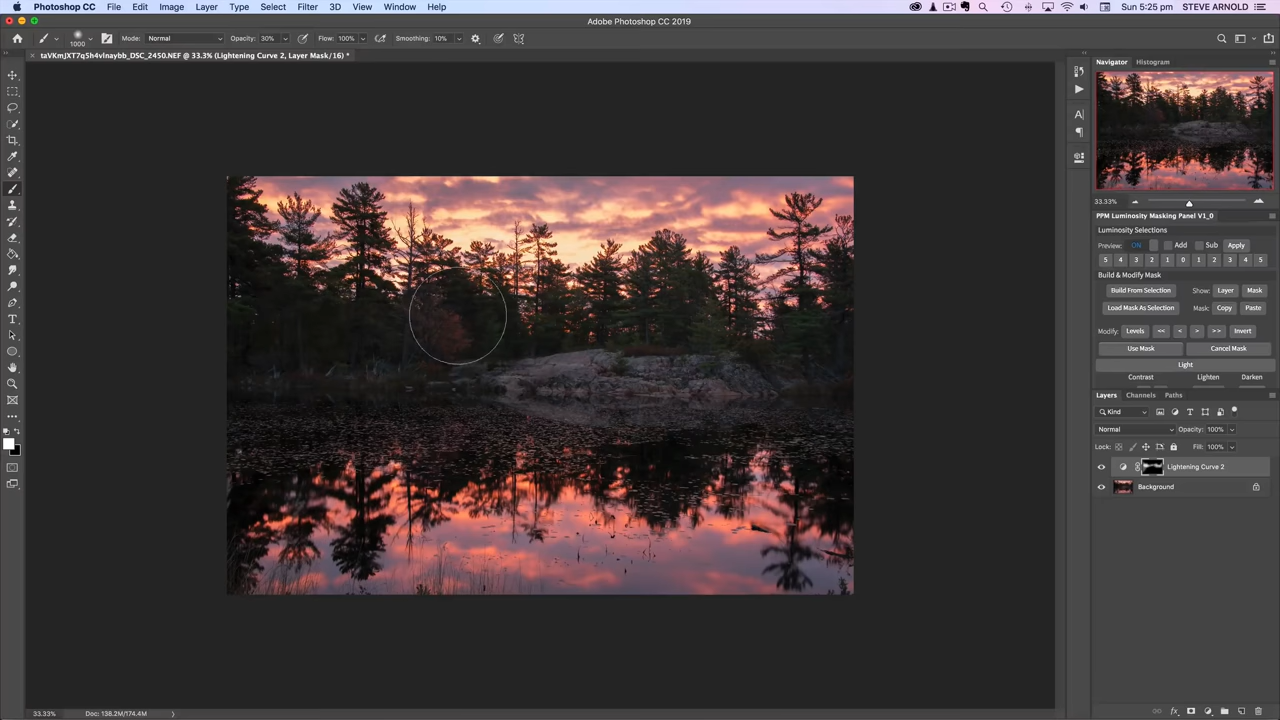 Photoshop CC File Edit Image Layer Type Select Filter 3D View Window Help Sun 5:25 pm STEVE ARNOLD
Adobe Photoshop CC 2019
1000 Mode: Normal Opacity: 30% Flow: 100% Smoothing: 10%
taVKmJXT7q5h4vInaybb_DSC_2450.NEF @ 33.3% (Lightening Curve 2, Layer Mask/16) *
Navigator Histogram
33.33%
PPM Luminosity Masking Panel V1_0
Luminosity Selections
Preview: ON Add Sub Apply
5 4 3 2 1 0 1 2 3 4 5
Build & Modify Mask
Build From Selection Show: Layer Mask
Load Mask As Selection Mask: Copy Paste
Modify: Levels << < > >> Invert
Use Mask Cancel Mask
Light
Contrast Lighten Darken
Layers Channels Paths
Kind
Normal Opacity: 100%
Lock: Fill: 100%
Lightening Curve 2
Background
33.33% Doc: 138.2M/174.4M